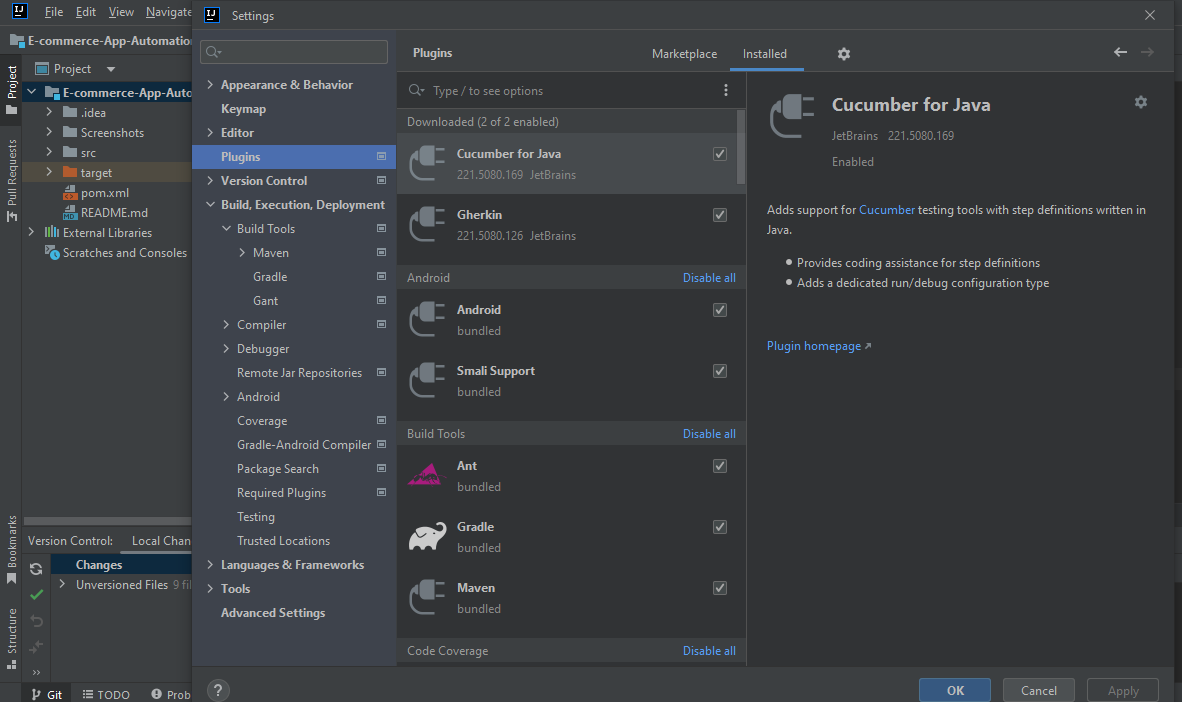 IJ File Edit View Navigate
E-commerce-App-Automation
Project
Project
E-commerce-App-Auto
.idea
Screenshots
src
target
pom.xml
README.md
External Libraries
Scratches and Consoles
Pull Requests
Bookmarks
Structure
Version Control: Local Chan
Changes
Unversioned Files 9 fil
Git TODO Prob
IJ Settings
Appearance & Behavior
Keymap
Editor
Plugins
Version Control
Build, Execution, Deployment
Build Tools
Maven
Gradle
Gant
Compiler
Debugger
Remote Jar Repositories
Android
Coverage
Gradle-Android Compiler
Package Search
Required Plugins
Testing
Trusted Locations
Languages & Frameworks
Tools
Advanced Settings
?
Plugins Marketplace Installed
Type / to see options
Downloaded (2 of 2 enabled)
Cucumber for Java
221.5080.169 JetBrains
Gherkin
221.5080.126 JetBrains
Android Disable all
Android
bundled
Smali Support
bundled
Build Tools Disable all
Ant
bundled
Gradle
bundled
Maven
bundled
Code Coverage Disable all
Cucumber for Java
JetBrains 221.5080.169
Enabled
Adds support for Cucumber testing tools with step definitions written in
Java.
Provides coding assistance for step definitions
Adds a dedicated run/debug configuration type
Plugin homepage
OK Cancel Apply